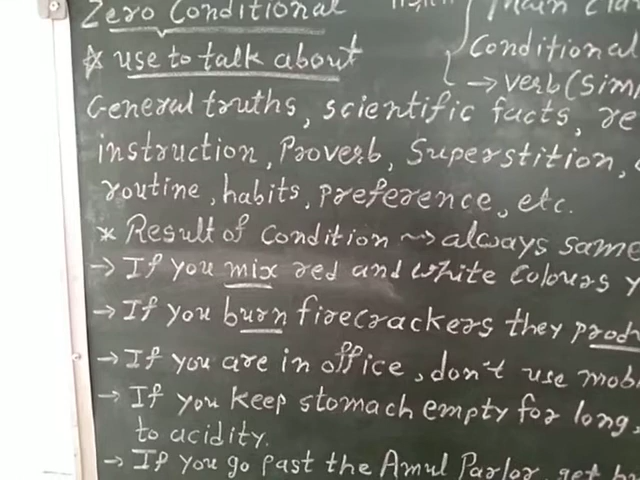 Zero Conditional Main
Conditional
* use to talk about → verb
General truths, scientific facts,
instruction, Proverb, Superstition,
routine, habits, preference, etc.
* Result of Condition → always same
→ If you mix red and white colours
→ If you burn firecrackers they
→ If you are in office, don't use
→ If you keep stomach empty for long,
to acidity.
→ If you go past the Amul Parlor, get